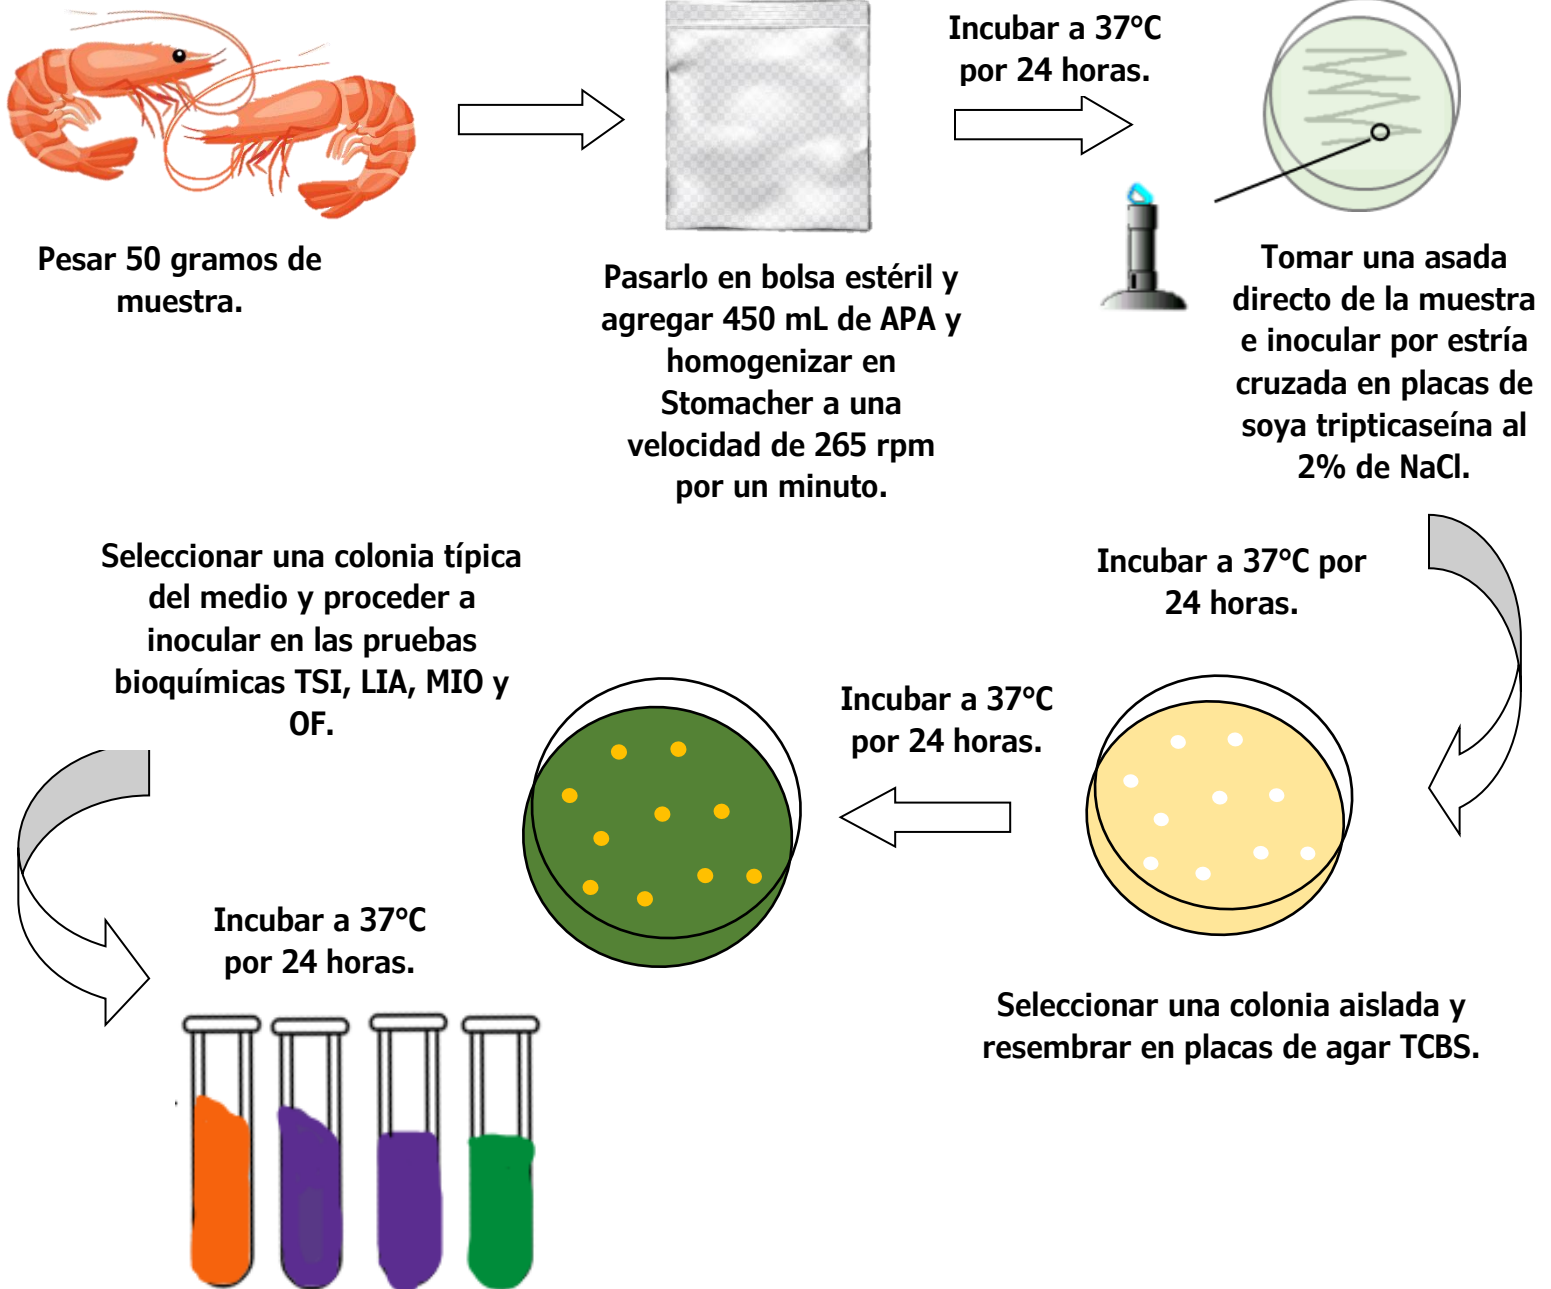 Pesar 50 gramos de
muestra.
Pasarlo en bolsa estéril y
agregar 450 mL de APA y
homogenizar en
Stomacher a una
velocidad de 265 rpm
por un minuto.
Incubar a 37°C
por 24 horas.
Tomar una asada
directo de la muestra
e inocular por estría
cruzada en placas de
soya tripticaseína al
2% de NaCl.
Incubar a 37°C por
24 horas.
Seleccionar una colonia aislada y
resembrar en placas de agar TCBS.
Incubar a 37°C
por 24 horas.
Seleccionar una colonia típica
del medio y proceder a
inocular en las pruebas
bioquímicas TSI, LIA, MIO y
OF.
Incubar a 37°C
por 24 horas.